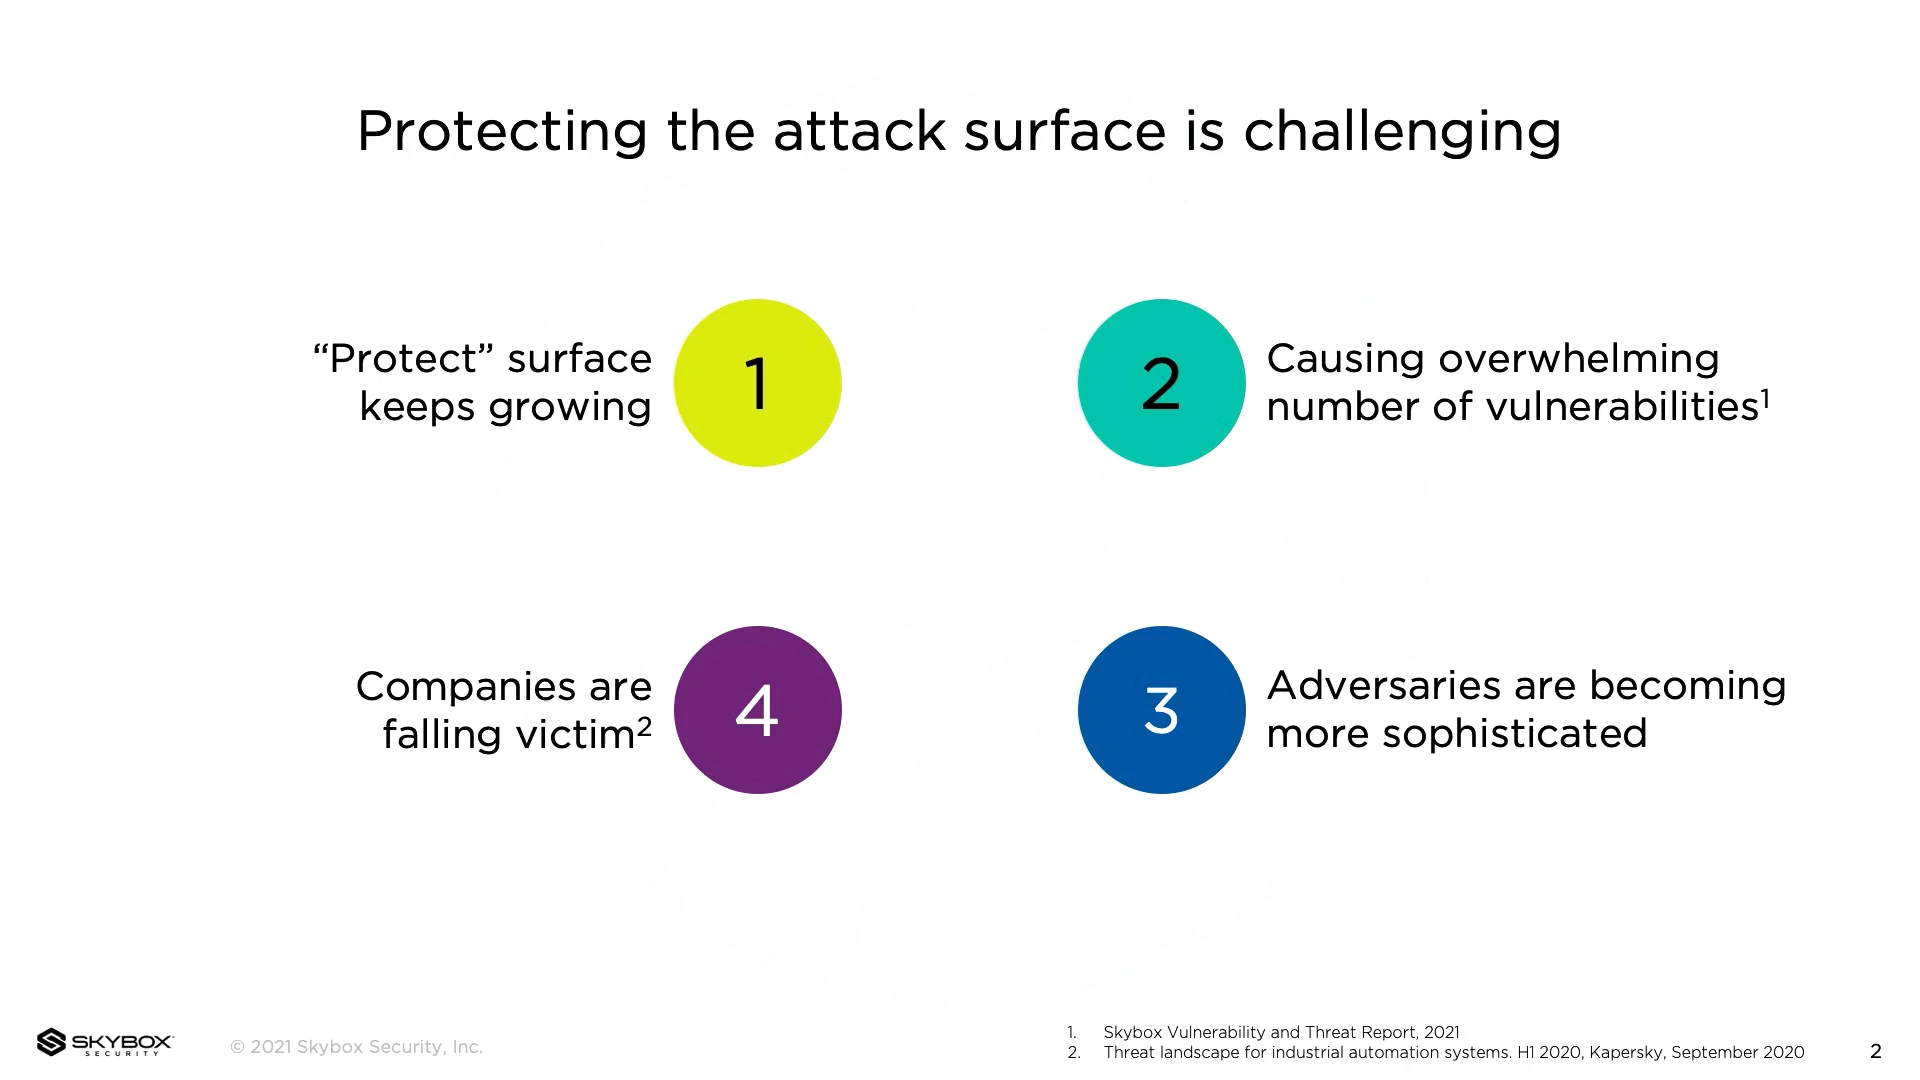 Protecting the attack surface is challenging
“Protect” surface
keeps growing
1
2
Causing overwhelming
number of vulnerabilities¹
Companies are
falling victim²
4
3
Adversaries are becoming
more sophisticated
SKYBOX
SECURITY
© 2021 Skybox Security, Inc.
1. Skybox Vulnerability and Threat Report, 2021
2. Threat landscape for industrial automation systems. H1 2020, Kapersky, September 2020
2